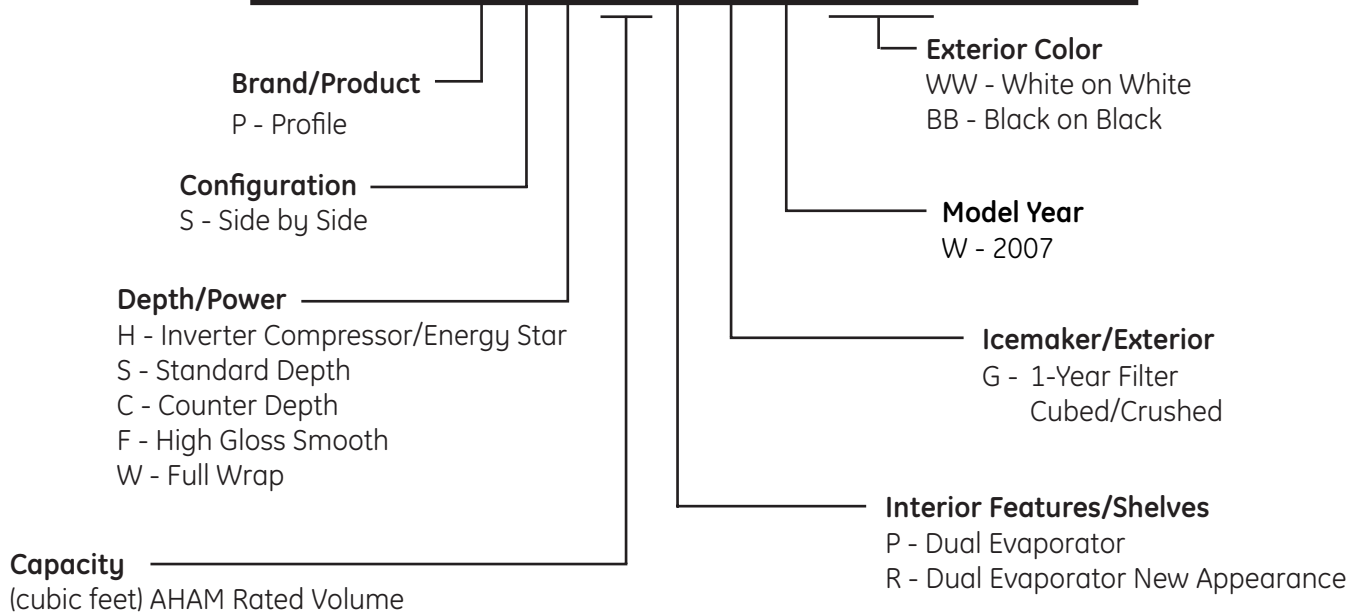 Brand/Product
P - Profile
Configuration
S - Side by Side
Depth/Power
H - Inverter Compressor/Energy Star
S - Standard Depth
C - Counter Depth
F - High Gloss Smooth
W - Full Wrap
Capacity
(cubic feet) AHAM Rated Volume
Exterior Color
WW - White on White
BB - Black on Black
Model Year
W - 2007
Icemaker/Exterior
G - 1-Year Filter
Cubed/Crushed
Interior Features/Shelves
P - Dual Evaporator
R - Dual Evaporator New Appearance